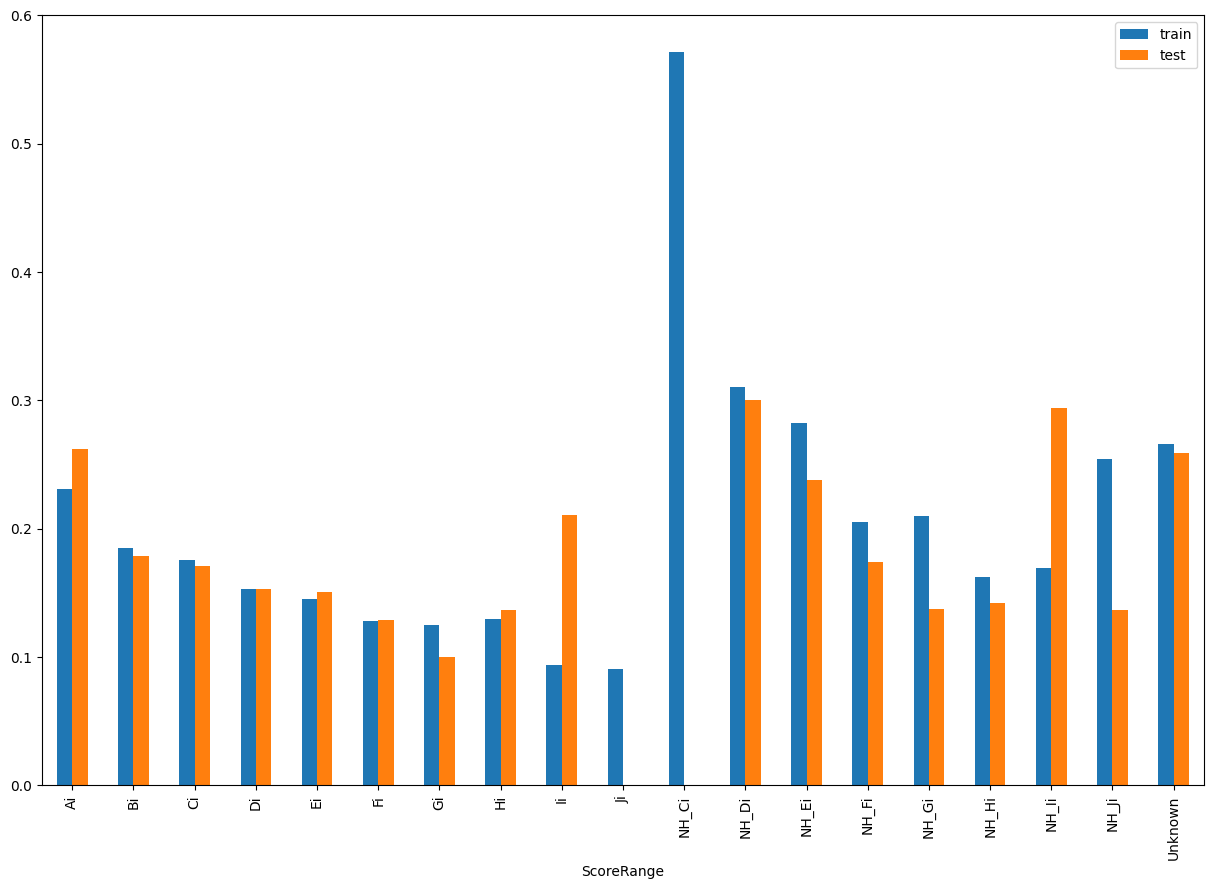 0.6
0.5
0.4
0.3
0.2
0.1
0.0
train
test
Ai
Bi
Ci
Di
Ei
Fi
Gi
Hi
Ii
Ji
NH_Ci
NH_Di
NH_Ei
NH_Fi
NH_Gi
NH_Hi
NH_Ii
NH_Ji
Unknown
ScoreRange